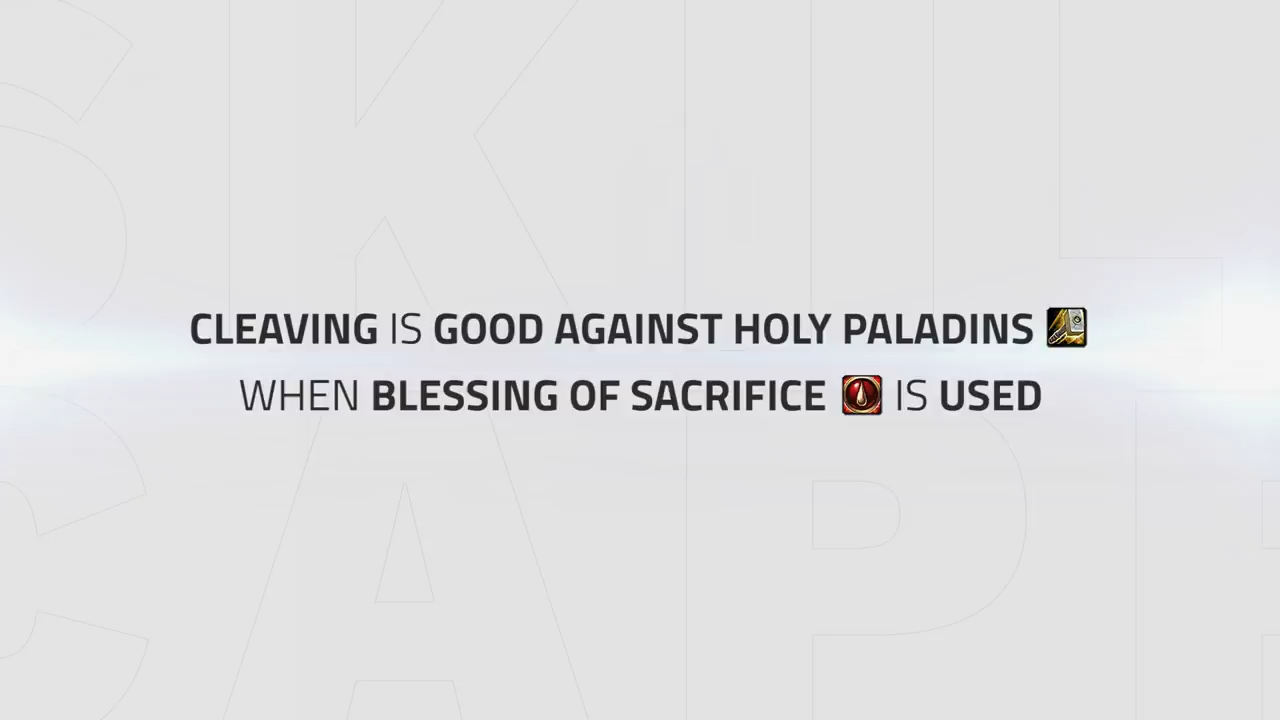 CLEAVING IS GOOD AGAINST HOLY PALADINS
WHEN BLESSING OF SACRIFICE IS USED